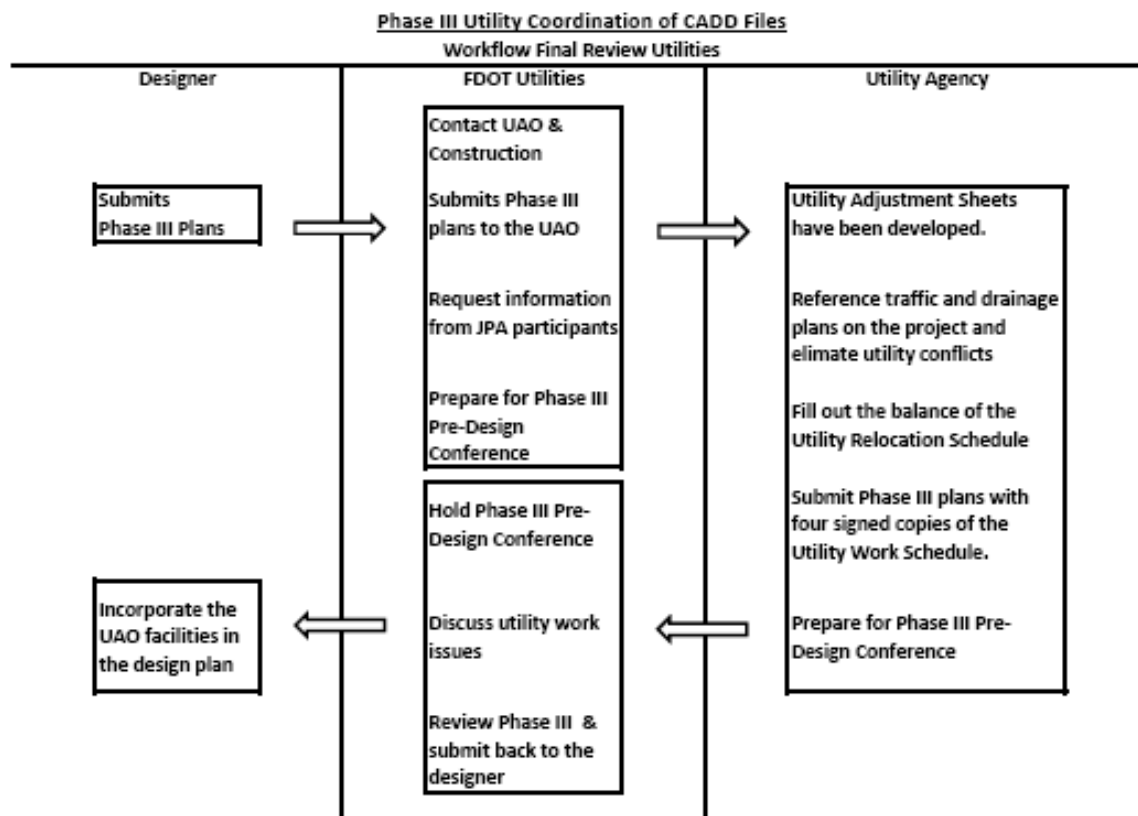 Phase III Utility Coordination of CADD Files
Workflow Final Review Utilities
Designer
FDOT Utilities
Utility Agency
Submits
Phase III Plans
Contact UAO &
Construction
Submits Phase III
plans to the UAO
Request information
from JPA participants
Prepare for Phase III
Pre-Design
Conference
Utility Adjustment Sheets
have been developed.
Reference traffic and drainage
plans on the project and
elimate utility conflicts
Fill out the balance of the
Utility Relocation Schedule
Submit Phase III plans with
four signed copies of the
Utility Work Schedule.
Prepare for Phase III Pre-
Design Conference
Hold Phase III Pre-
Design Conference
Discuss utility work
issues
Review Phase III & 
submit back to the
designer
Incorporate the
UAO facilities in
the design plan